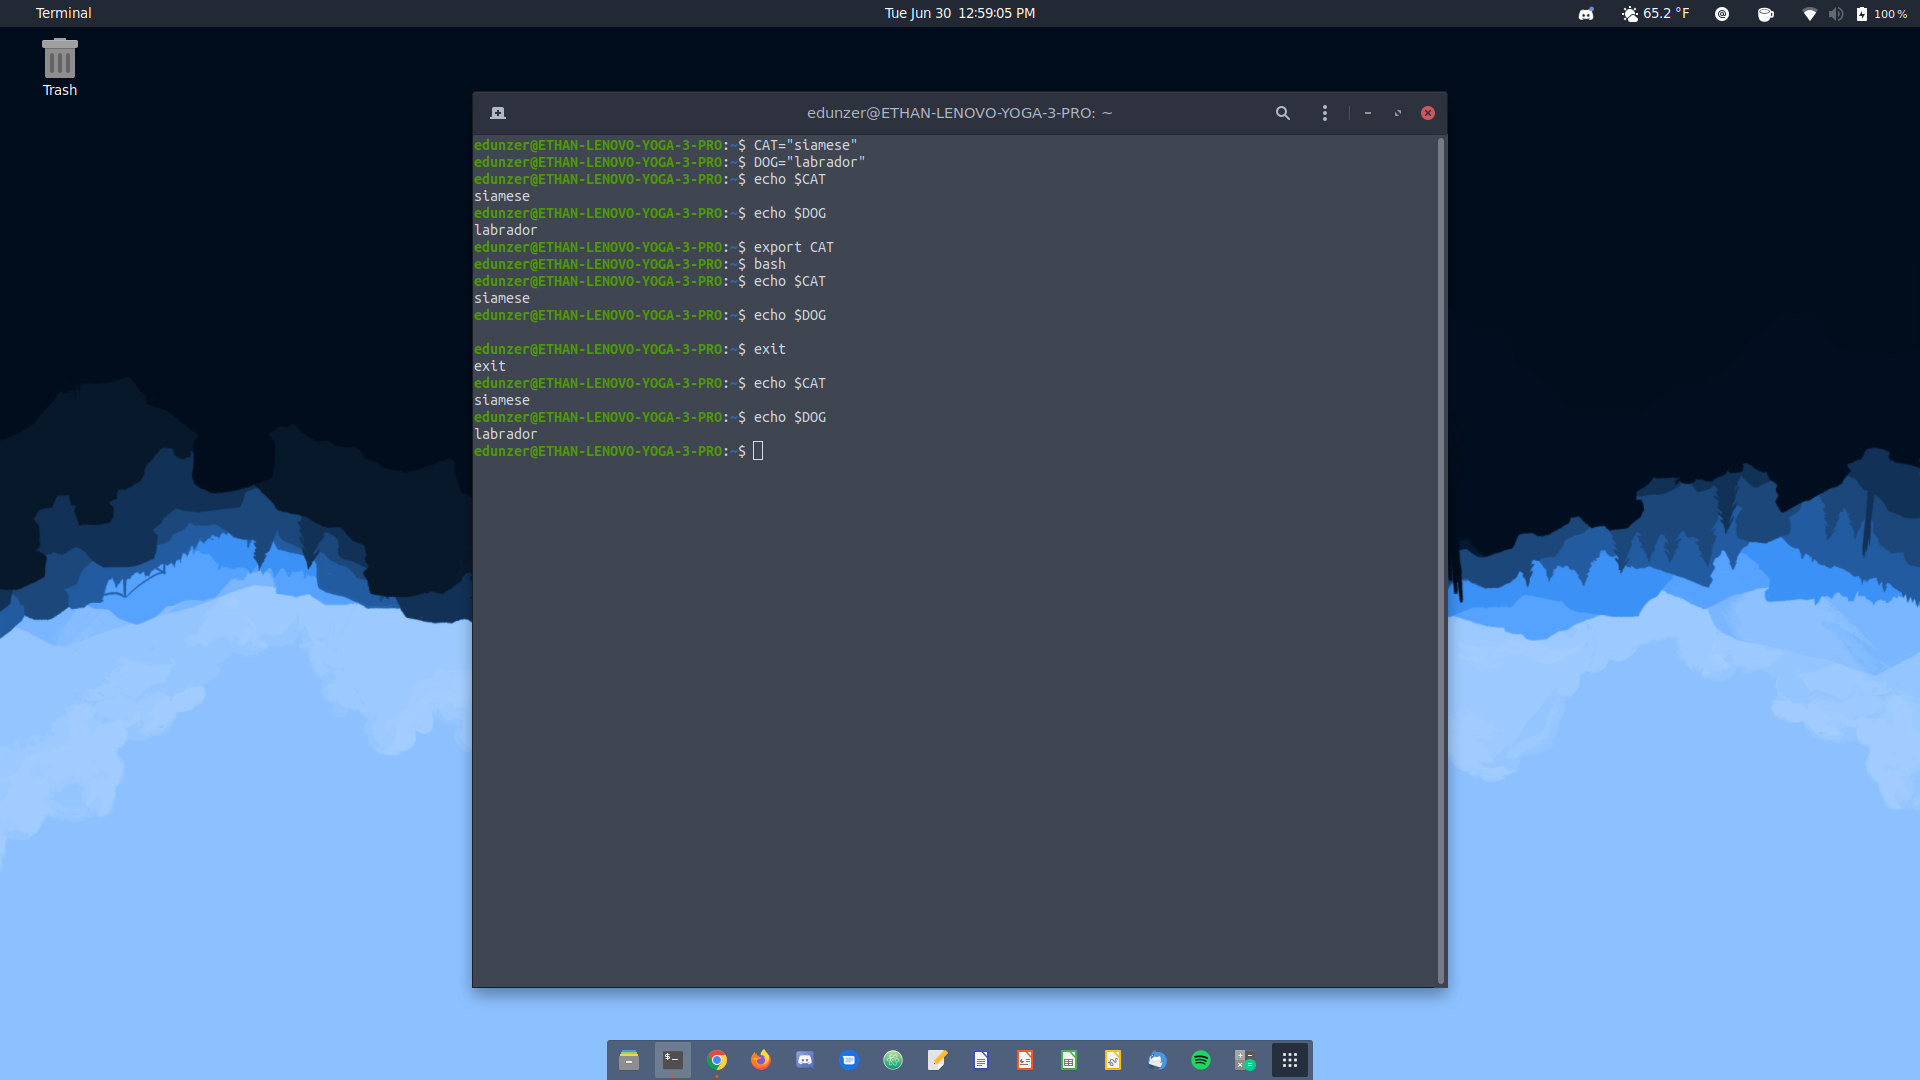 Terminal
Tue Jun 30 12:59:05 PM
65.2 °F
100 %
Trash
edunzer@ETHAN-LENOVO-YOGA-3-PRO: ~
edunzer@ETHAN-LENOVO-YOGA-3-PRO:~$ CAT="siamese"
edunzer@ETHAN-LENOVO-YOGA-3-PRO:~$ DOG="labrador"
edunzer@ETHAN-LENOVO-YOGA-3-PRO:~$ echo $CAT
siamese
edunzer@ETHAN-LENOVO-YOGA-3-PRO:~$ echo $DOG
labrador
edunzer@ETHAN-LENOVO-YOGA-3-PRO:~$ export CAT
edunzer@ETHAN-LENOVO-YOGA-3-PRO:~$ bash
edunzer@ETHAN-LENOVO-YOGA-3-PRO:~$ echo $CAT
siamese
edunzer@ETHAN-LENOVO-YOGA-3-PRO:~$ echo $DOG

edunzer@ETHAN-LENOVO-YOGA-3-PRO:~$ exit
exit
edunzer@ETHAN-LENOVO-YOGA-3-PRO:~$ echo $CAT
siamese
edunzer@ETHAN-LENOVO-YOGA-3-PRO:~$ echo $DOG
labrador
edunzer@ETHAN-LENOVO-YOGA-3-PRO:~$